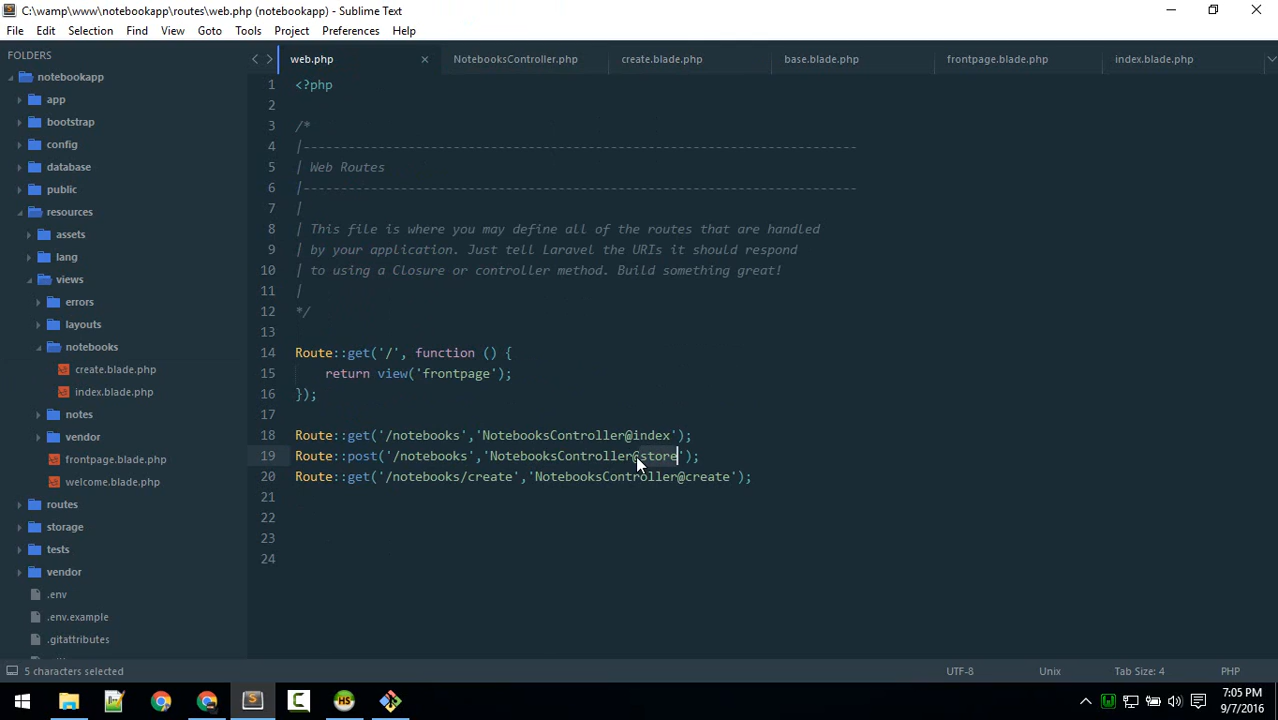 C:\wamp\www\notebookapp\routes\web.php (notebookapp) - Sublime Text
File Edit Selection Find View Goto Tools Project Preferences Help
FOLDERS
notebookapp
app
bootstrap
config
database
public
resources
assets
lang
views
errors
layouts
notebooks
create.blade.php
index.blade.php
notes
vendor
frontpage.blade.php
welcome.blade.php
routes
storage
tests
vendor
.env
.env.example
.gitattributes
web.php NotebooksController.php create.blade.php base.blade.php frontpage.blade.php index.blade.php
1 <?php
2
3 /*
4 |--------------------------------------------------------------------------
5 | Web Routes
6 |--------------------------------------------------------------------------
7 |
8 | This file is where you may define all of the routes that are handled
9 | by your application. Just tell Laravel the URIs it should respond
10 | to using a Closure or controller method. Build something great!
11 |
12 */
13
14 Route::get('/', function () {
15 return view('frontpage');
16 });
17
18 Route::get('/notebooks','NotebooksController@index');
19 Route::post('/notebooks','NotebooksController@store');
20 Route::get('/notebooks/create','NotebooksController@create');
21
22
23
24
5 characters selected UTF-8 Unix Tab Size: 4 PHP
7:05 PM
9/7/2016